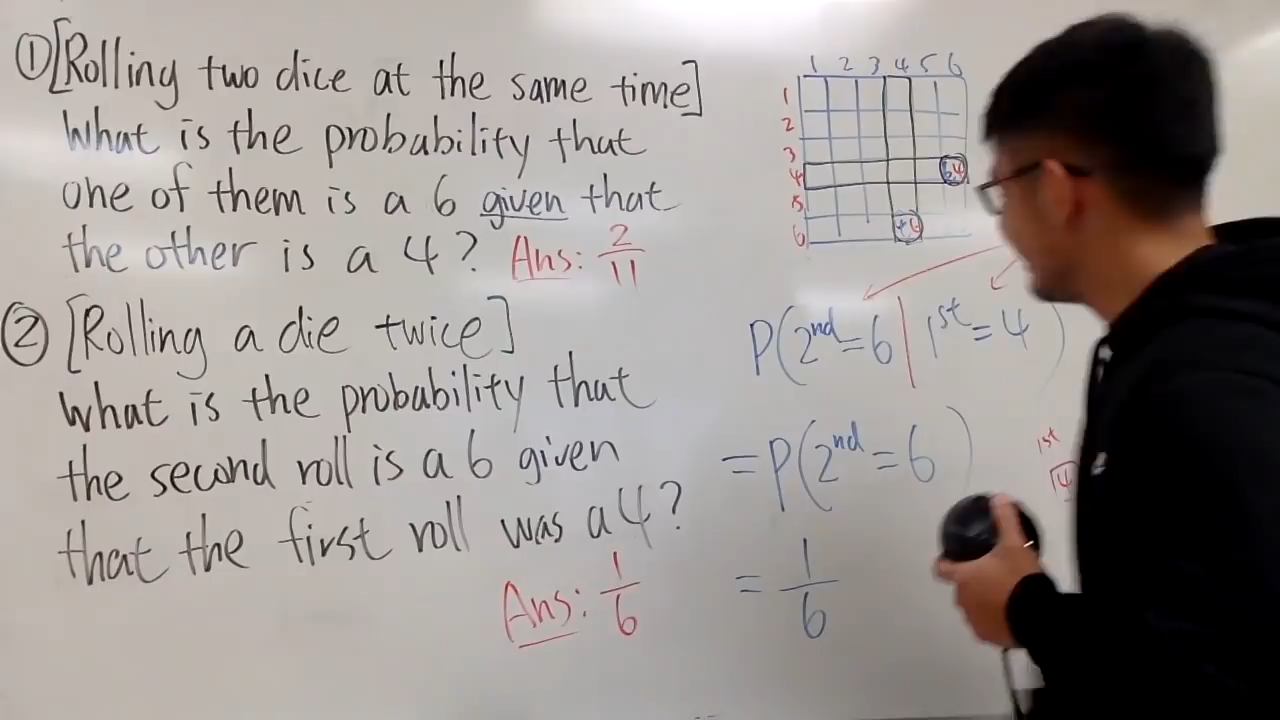 ① [Rolling two dice at the same time]
What is the probability that
one of them is a 6 given that
the other is a 4? Ans: 2/11
② [Rolling a die twice]
What is the probability that
the second roll is a 6 given
that the first roll was a 4?
Ans: 1/6
1 2 3 4 5 6
1
2
3
4 6,4
5
6
P(2nd=6 | 1st=4)
=P(2nd=6)
= 1/6
1st
4